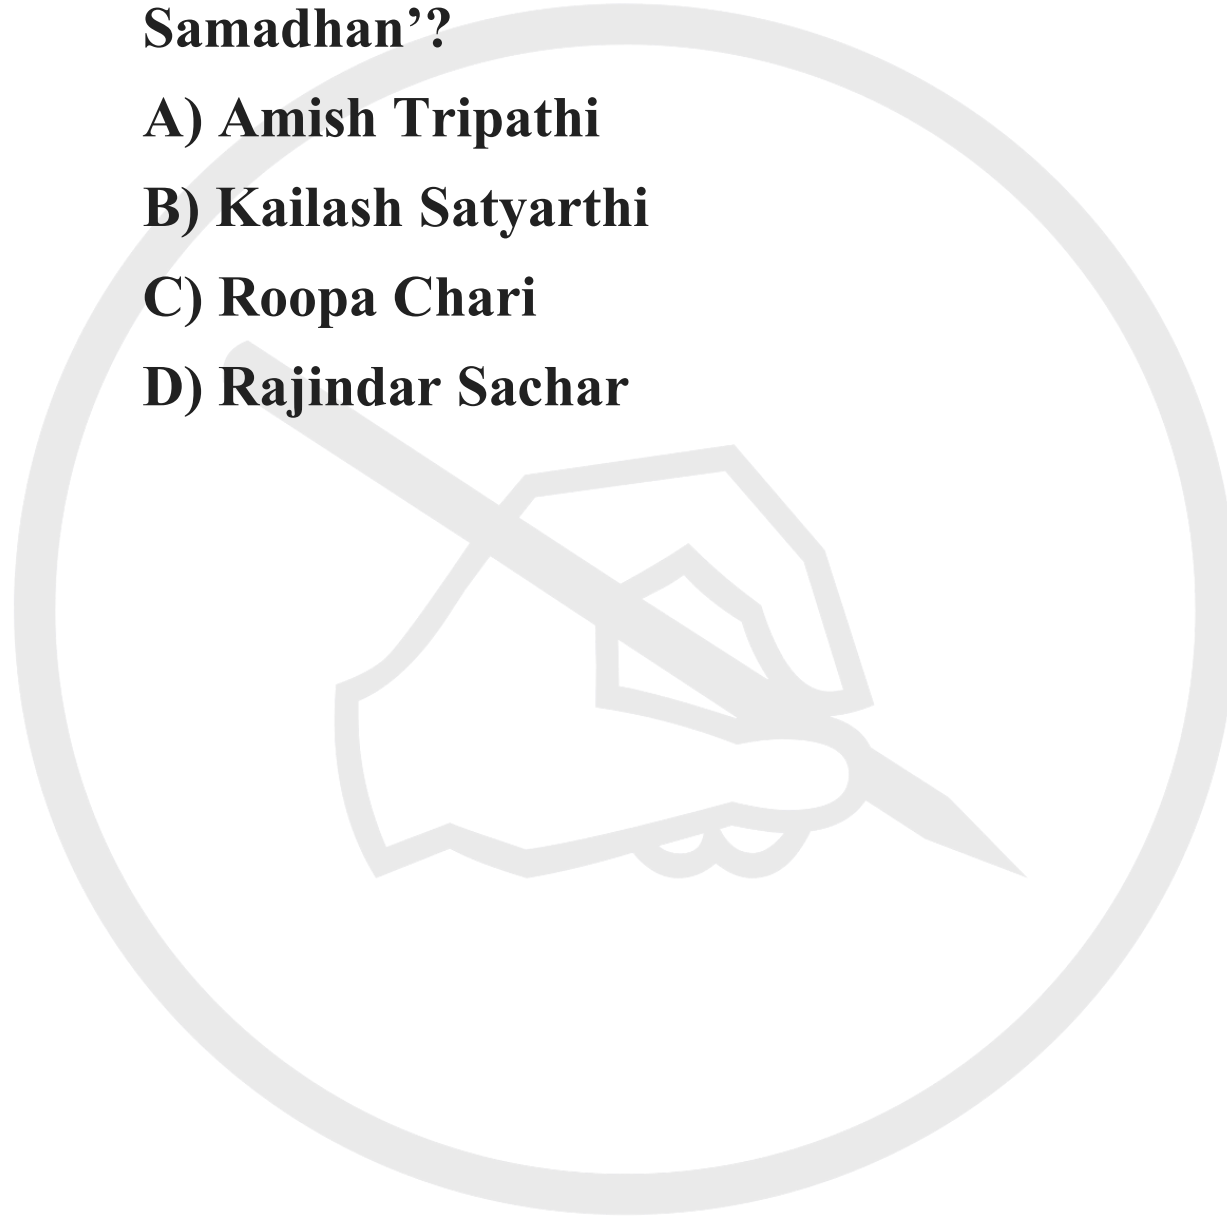 Samadhan’?
A) Amish Tripathi
B) Kailash Satyarthi
C) Roopa Chari
D) Rajindar Sachar